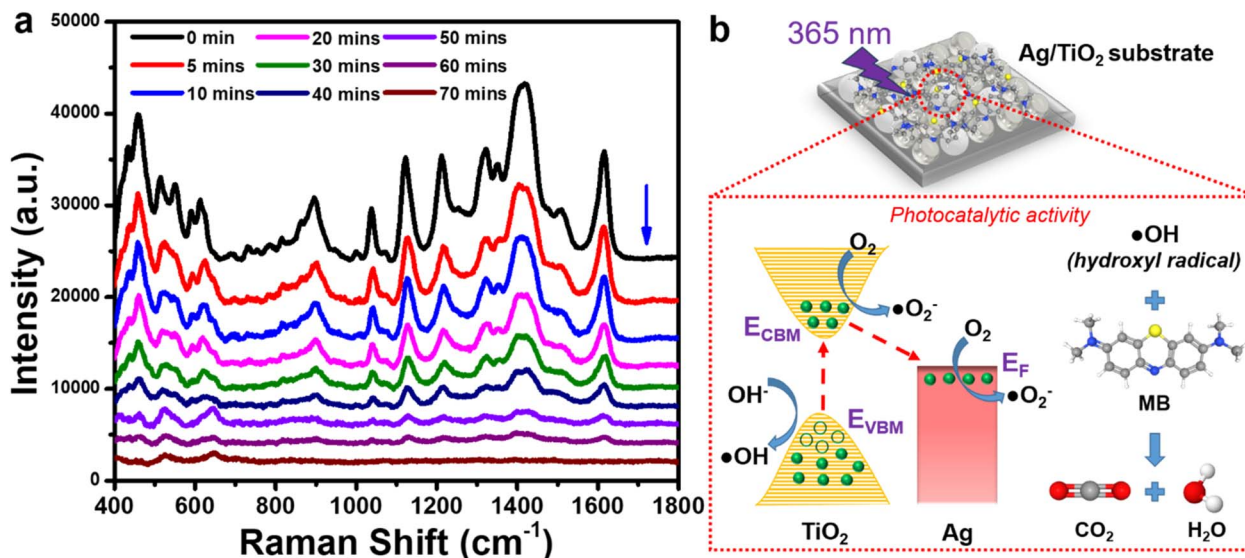 a
50000
40000
30000
20000
10000
0
Intensity (a.u.)
0 min 20 mins 50 mins
5 mins 30 mins 60 mins
10 mins 40 mins 70 mins
400 600 800 1000 1200 1400 1600 1800
Raman Shift (cm⁻¹)
b
365 nm
Ag/TiO₂ substrate
Photocatalytic activity
O₂
•O₂⁻
E_CBM
O₂
E_F
•O₂⁻
OH⁻
E_VBM
•OH
TiO₂
Ag
•OH
(hydroxyl radical)
+
MB
+
CO₂
H₂O